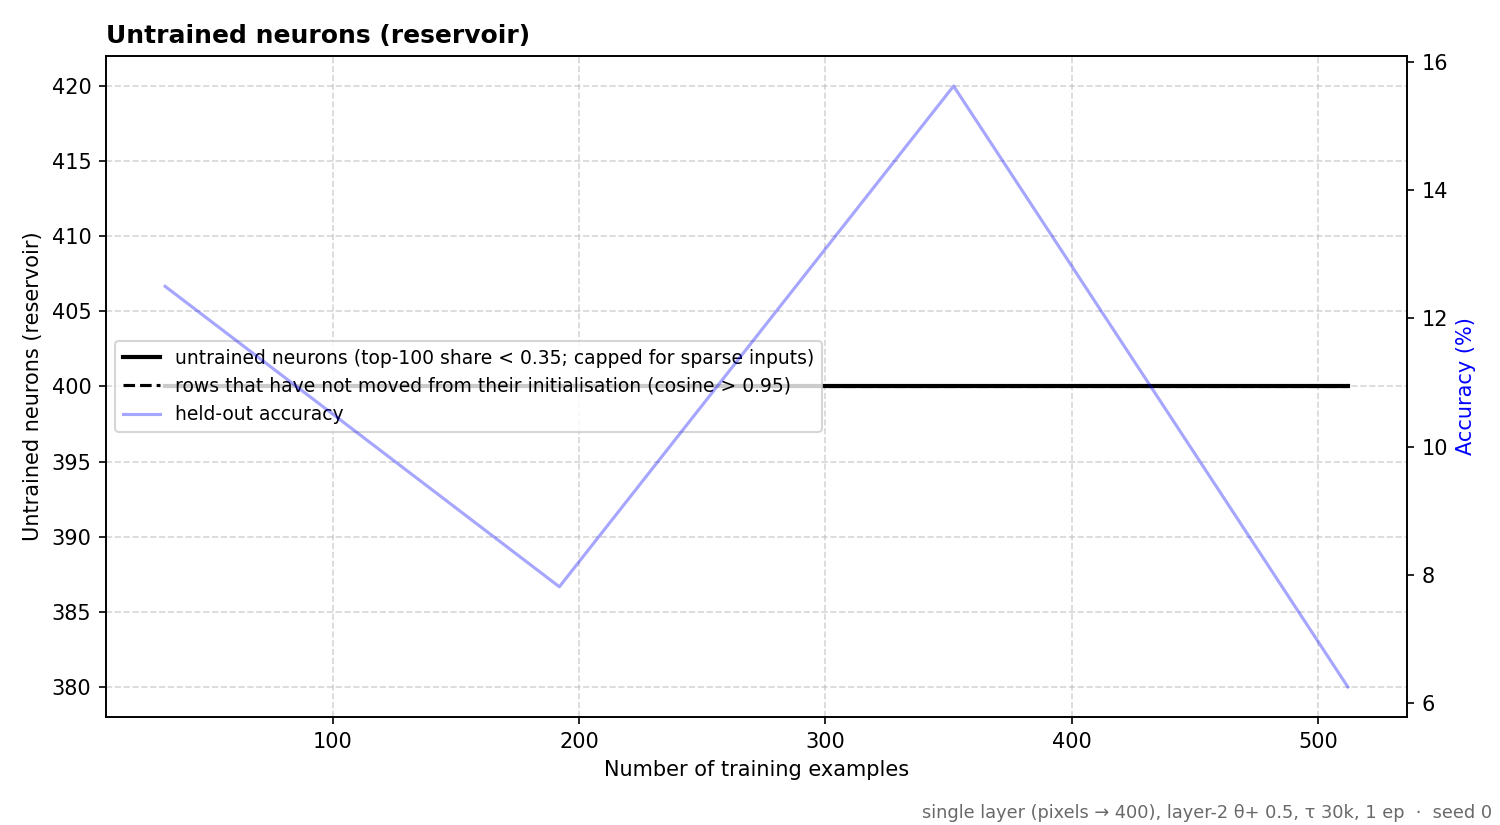 Untrained neurons (reservoir)
420
415
410
405
400
395
390
385
380
Untrained neurons (reservoir)
untrained neurons (top-100 share < 0.35; capped for sparse inputs)
rows that have not moved from their initialisation (cosine > 0.95)
held-out accuracy
16
14
12
10
8
6
Accuracy (%)
100 200 300 400 500
Number of training examples
single layer (pixels → 400), layer-2 θ+ 0.5, τ 30k, 1 ep · seed 0